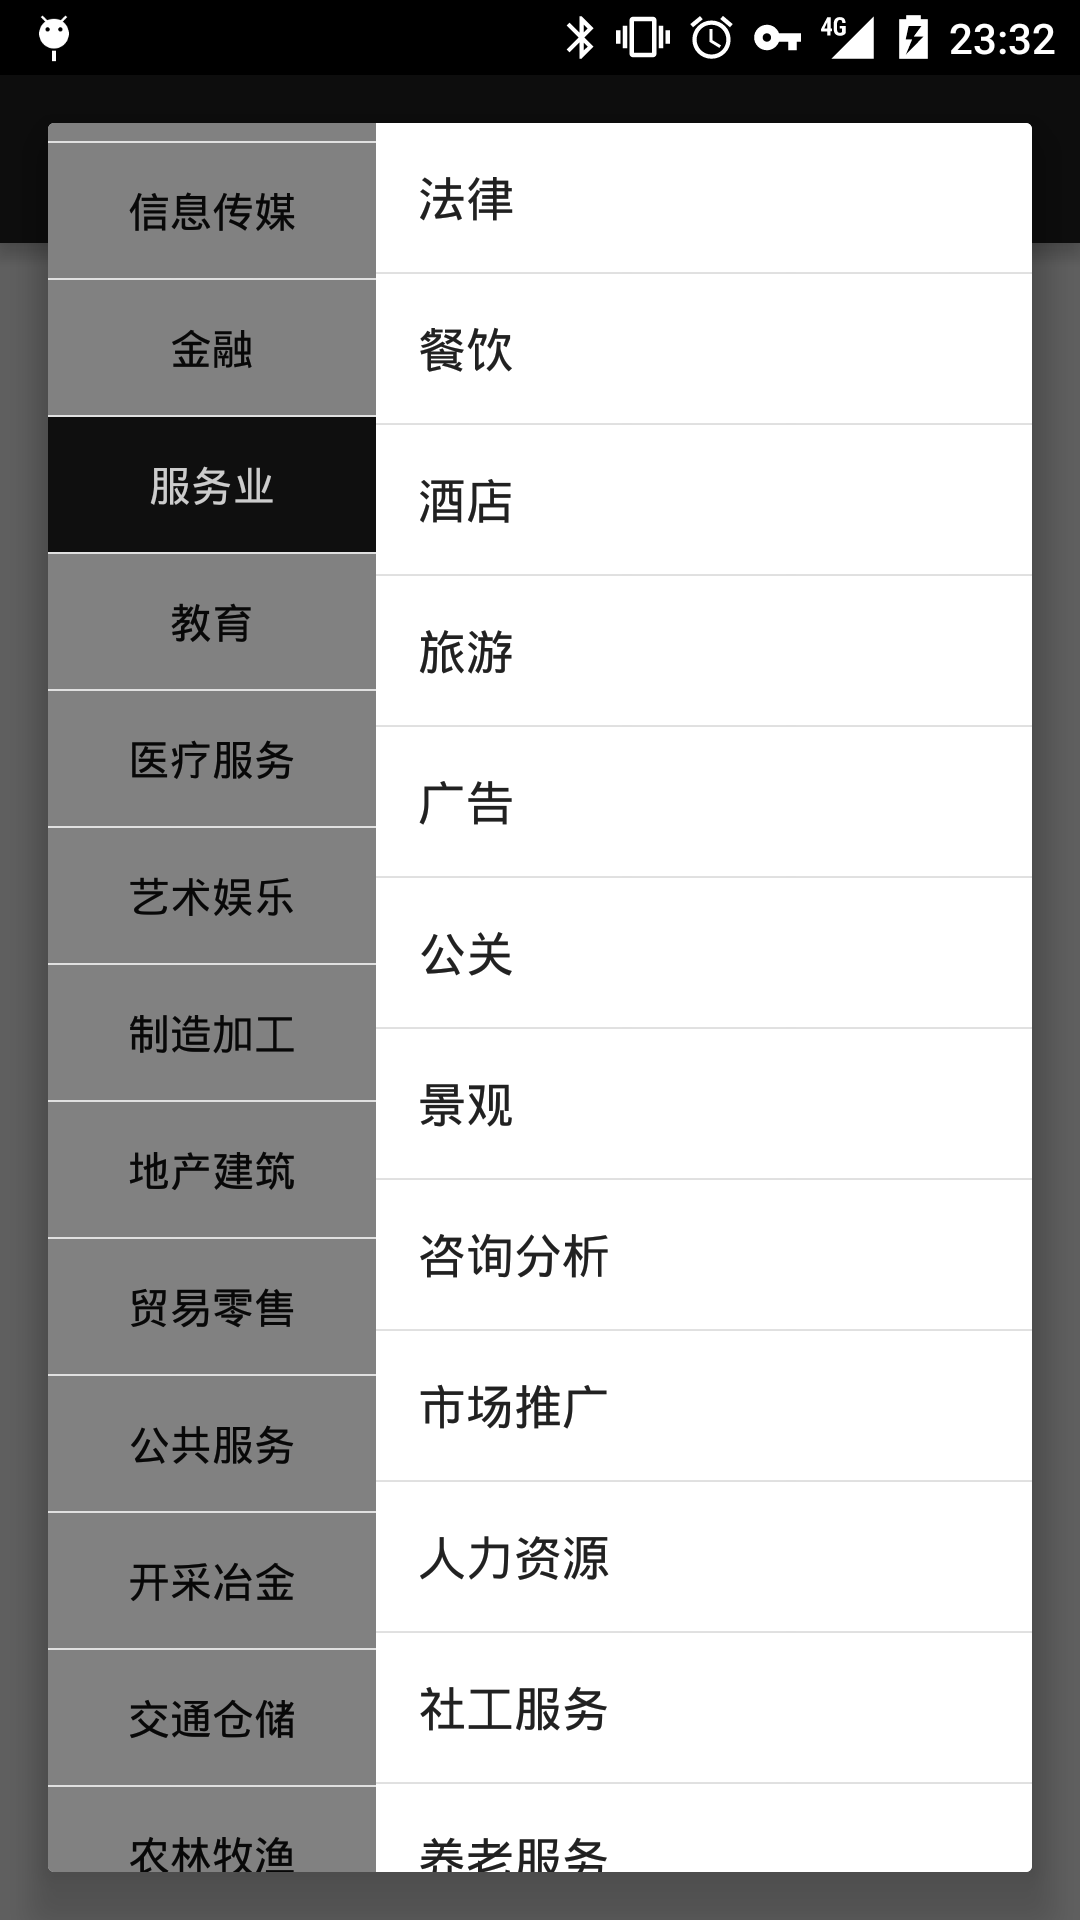 4G 23:32
信息传媒
金融
服务业
教育
医疗服务
艺术娱乐
制造加工
地产建筑
贸易零售
公共服务
开采冶金
交通仓储
农林牧渔
法律
餐饮
酒店
旅游
广告
公关
景观
咨询分析
市场推广
人力资源
社工服务
养老服务